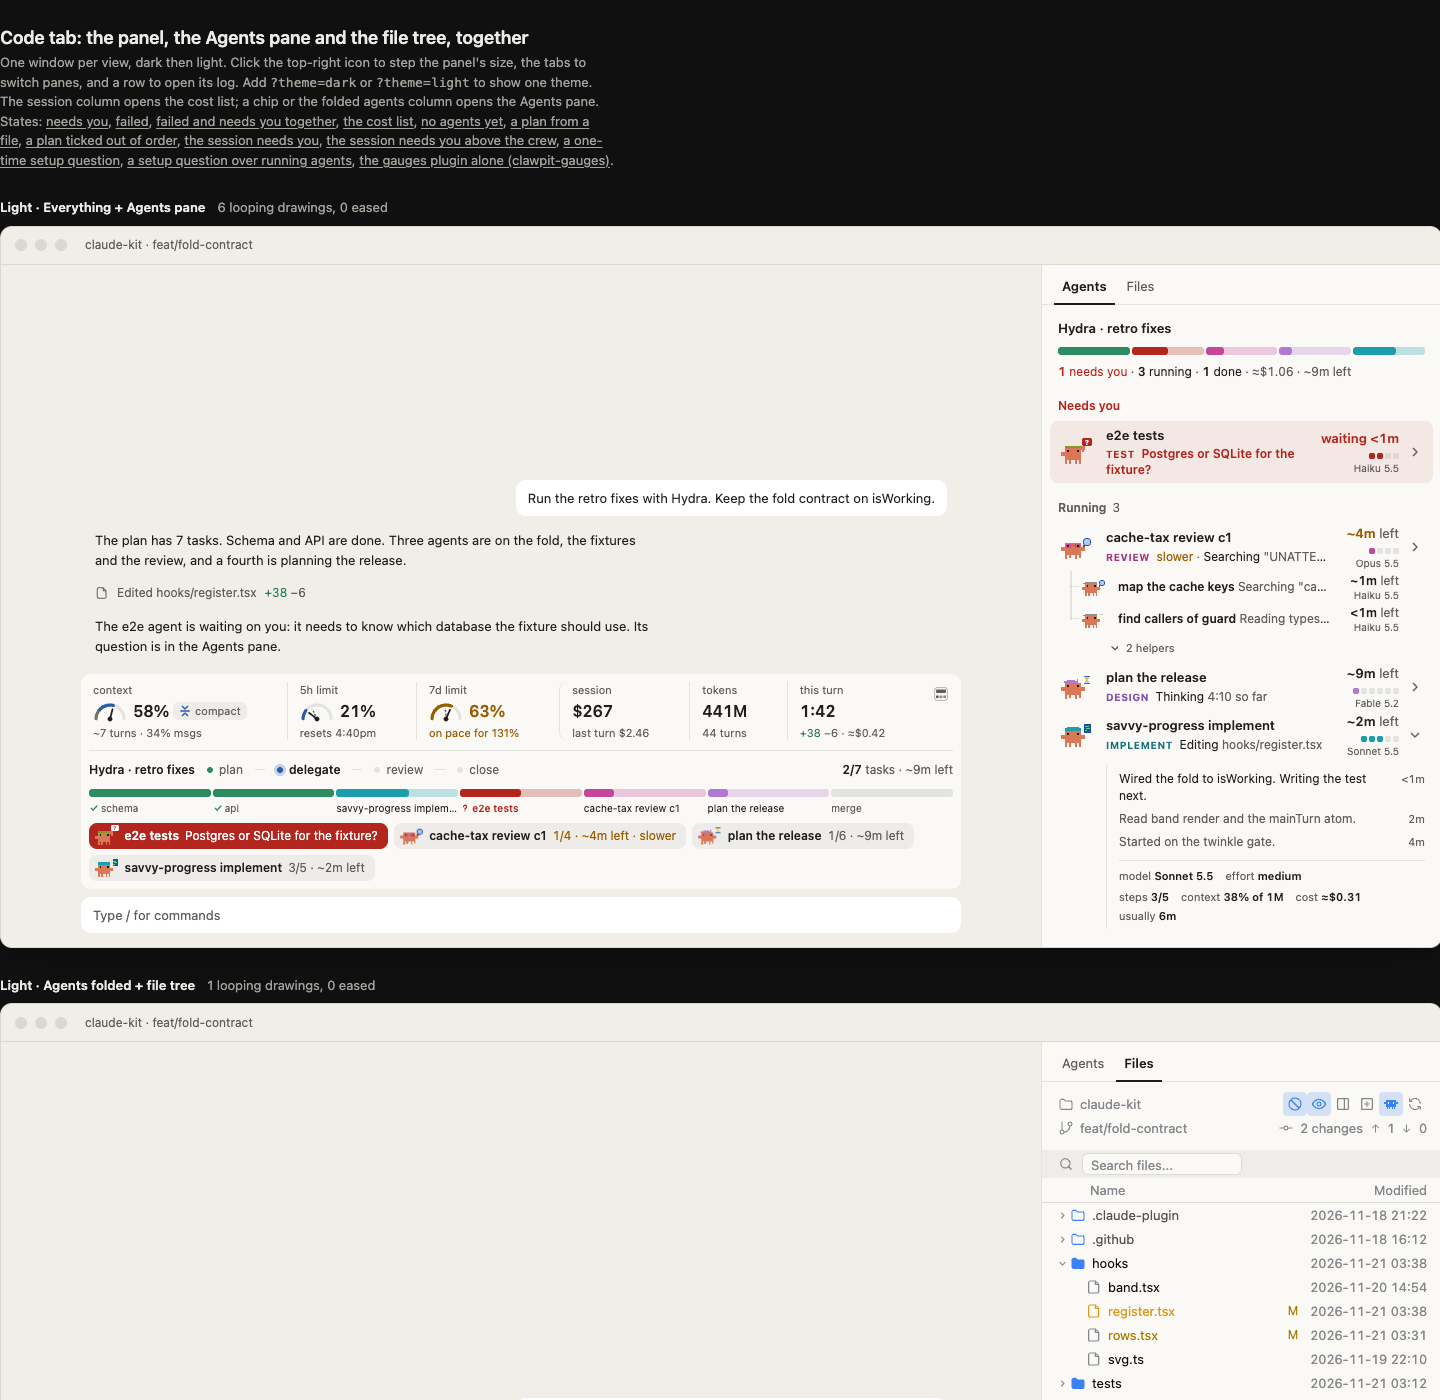 Code tab: the panel, the Agents pane and the file tree, together
One window per view, dark then light. Click the top-right icon to step the panel's size, the tabs to
switch panes, and a row to open its log. Add ?theme=dark or ?theme=light to show one theme.
The session column opens the cost list; a chip or the folded agents column opens the Agents pane.
States: needs you, failed, failed and needs you together, the cost list, no agents yet, a plan from a
file, a plan ticked out of order, the session needs you, the session needs you above the crew, a one-
time setup question, a setup question over running agents, the gauges plugin alone (clawpit-gauges).
Light · Everything + Agents pane 6 looping drawings, 0 eased
claude-kit · feat/fold-contract
Run the retro fixes with Hydra. Keep the fold contract on isWorking.
The plan has 7 tasks. Schema and API are done. Three agents are on the fold, the fixtures
and the review, and a fourth is planning the release.
Edited hooks/register.tsx +38 −6
The e2e agent is waiting on you: it needs to know which database the fixture should use. Its
question is in the Agents pane.
context 5h limit 7d limit session tokens this turn
58% compact 21% 63% $267 441M 1:42
~7 turns · 34% msgs resets 4:40pm on pace for 131% last turn $2.46 44 turns +38 −6 · ≈$0.42
Hydra · retro fixes plan delegate review close 2/7 tasks · ~9m left
✓ schema ✓ api savvy-progress implem... ? e2e tests cache-tax review c1 plan the release merge
e2e tests Postgres or SQLite for the fixture? cache-tax review c1 1/4 · ~4m left · slower plan the release 1/6 · ~9m left
savvy-progress implement 3/5 · ~2m left
Type / for commands
Agents Files
Hydra · retro fixes
1 needs you · 3 running · 1 done · ≈$1.06 · ~9m left
Needs you
e2e tests waiting <1m
TEST Postgres or SQLite for the
fixture?
Haiku 5.5
Running 3
cache-tax review c1 ~4m left
REVIEW slower · Searching "UNATTE...
Opus 5.5
map the cache keys Searching "ca... ~1m left
Haiku 5.5
find callers of guard Reading types... <1m left
Haiku 5.5
2 helpers
plan the release ~9m left
DESIGN Thinking 4:10 so far
Fable 5.2
savvy-progress implement ~2m left
IMPLEMENT Editing hooks/register.tsx
Sonnet 5.5
Wired the fold to isWorking. Writing the test <1m
next.
Read band render and the mainTurn atom. 2m
Started on the twinkle gate. 4m
model Sonnet 5.5 effort medium
steps 3/5 context 38% of 1M cost ≈$0.31
usually 6m
Light · Agents folded + file tree 1 looping drawings, 0 eased
claude-kit · feat/fold-contract
Agents Files
claude-kit
feat/fold-contract 2 changes ↑ 1 ↓ 0
Search files...
Name Modified
.claude-plugin 2026-11-18 21:22
.github 2026-11-18 16:12
hooks 2026-11-21 03:38
band.tsx 2026-11-20 14:54
register.tsx M 2026-11-21 03:38
rows.tsx M 2026-11-21 03:31
svg.ts 2026-11-19 22:10
tests 2026-11-21 03:12